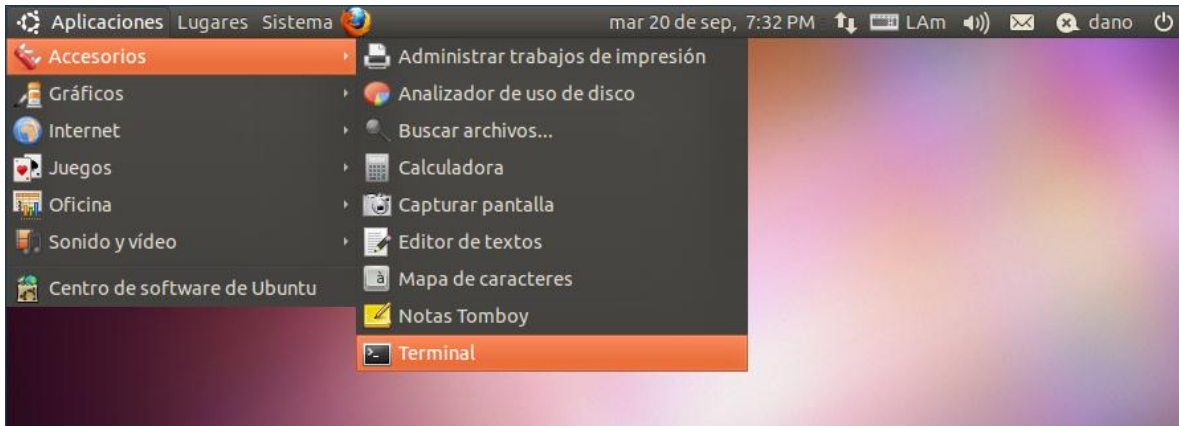 Aplicaciones Lugares Sistema mar 20 de sep, 7:32 PM LAm dano
Accesorios
Gráficos
Internet
Juegos
Oficina
Sonido y vídeo
Centro de software de Ubuntu
Administrar trabajos de impresión
Analizador de uso de disco
Buscar archivos...
Calculadora
Capturar pantalla
Editor de textos
Mapa de caracteres
Notas Tomboy
Terminal